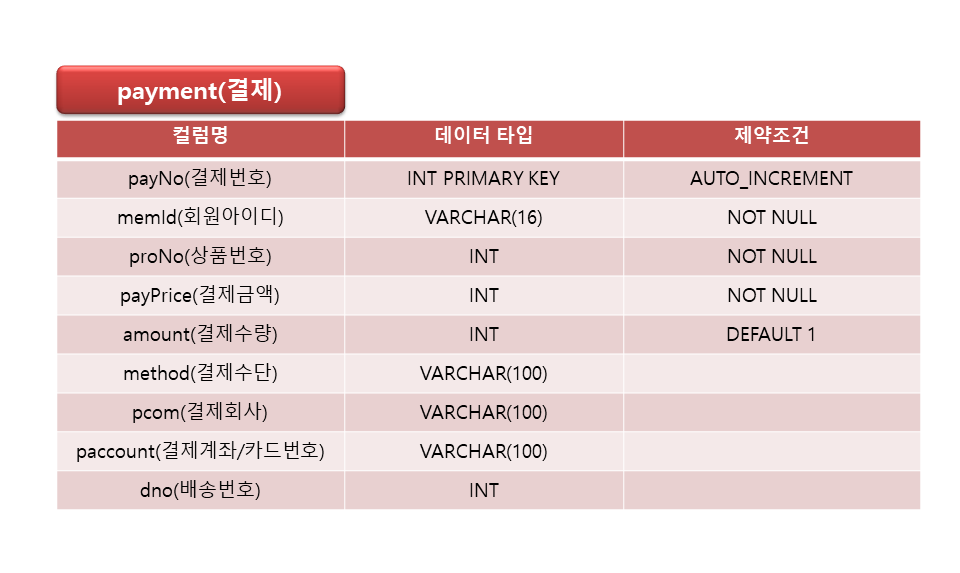 payment(결제)
컬럼명 데이터 타입 제약조건
payNo(결제번호) INT PRIMARY KEY AUTO_INCREMENT
memId(회원아이디) VARCHAR(16) NOT NULL
proNo(상품번호) INT NOT NULL
payPrice(결제금액) INT NOT NULL
amount(결제수량) INT DEFAULT 1
method(결제수단) VARCHAR(100)
pcom(결제회사) VARCHAR(100)
paccount(결제계좌/카드번호) VARCHAR(100)
dno(배송번호) INT